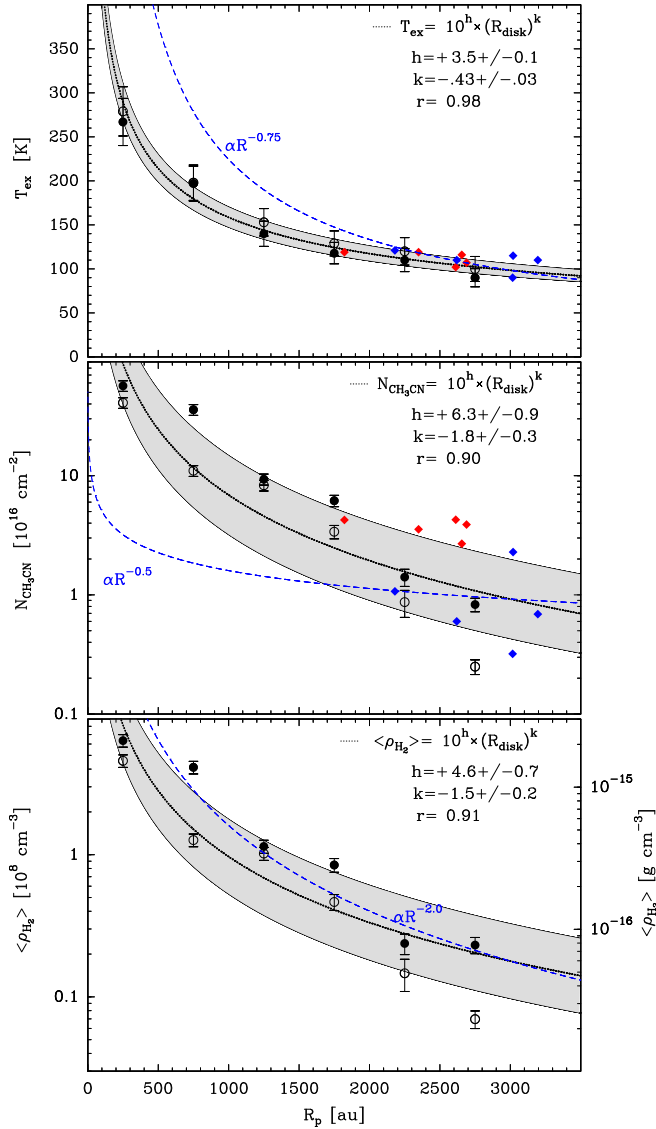 T_ex = 10^h×(R_disk)^k
h=+3.5+/−0.1
k=−.43+/−.03
r= 0.98
αR^−0.75
T_ex [K]
400
350
300
250
200
150
100
50
0
N_CH₃CN = 10^h×(R_disk)^k
h=+6.3+/−0.9
k=−1.8+/−0.3
r= 0.90
αR^−0.5
N_CH₃CN [10^16 cm^−2]
10
1
0.1
<ρ_H₂>= 10^h×(R_disk)^k
h=+4.6+/−0.7
k=−1.5+/−0.2
r= 0.91
αR^−2.0
<ρ_H₂> [10^8 cm^−3]
1
0.1
10^−15
10^−16
<ρ_H₂> [g cm^−3]
0 500 1000 1500 2000 2500 3000
R_p [au]